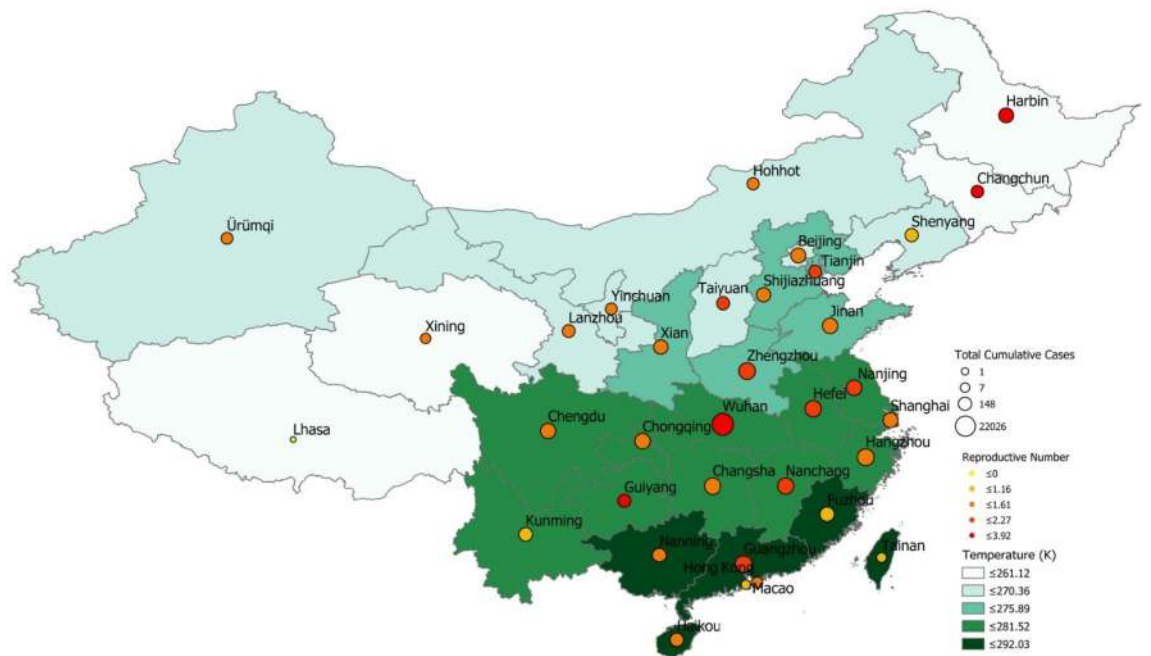 Harbin
Changchun
Hohhot
Shenyang
Ürümqi
Beijing
Tianjin
Shijiazhuang
Taiyuan
Yinchuan
Lanzhou
Xining
Xian
Jinan
Zhengzhou
Nanjing
Hefei
Wuhan
Shanghai
Lhasa
Chengdu
Chongqing
Hangzhou
Changsha
Nanchang
Guiyang
Fuzhou
Kunming
Nanning
Guangzhou
Tainan
Hong Kong
Macao
Haikou
Total Cumulative Cases
1
7
148
22026
Reproductive Number
≤0
≤1.16
≤1.61
≤2.27
≤3.92
Temperature (K)
≤261.12
≤270.36
≤275.89
≤281.52
≤292.03